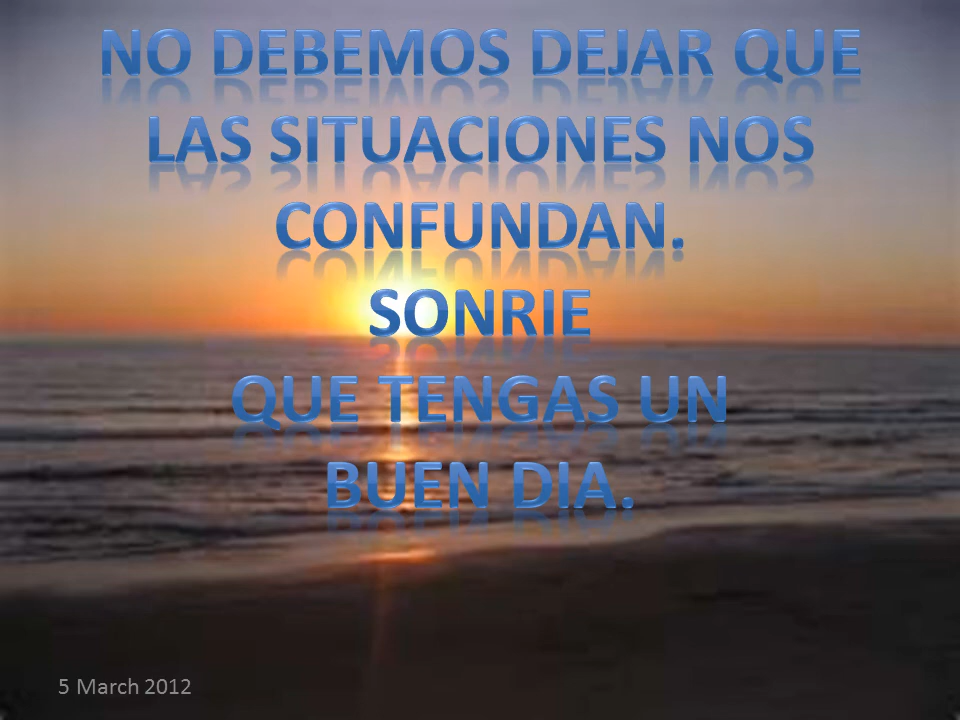 NO DEBEMOS DEJAR QUE
LAS SITUACIONES NOS
CONFUNDAN.
SONRIE
QUE TENGAS UN
BUEN DIA.
5 March 2012